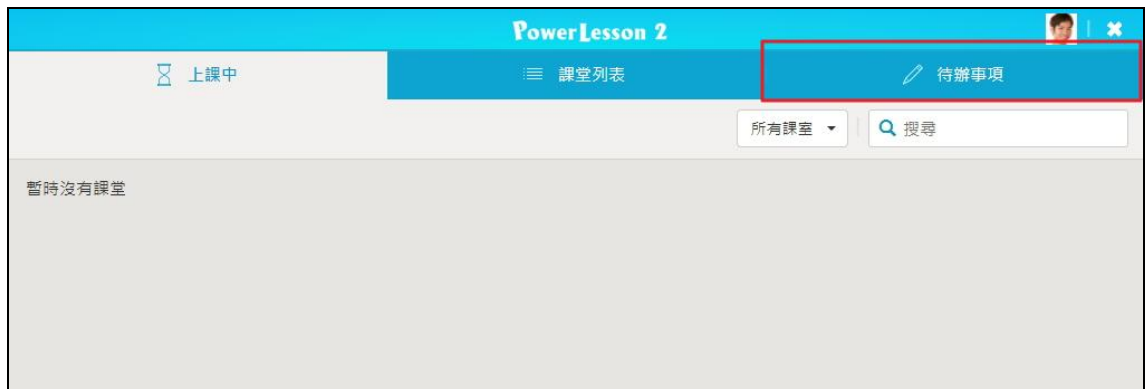 PowerLesson 2
上課中
課堂列表
待辦事項
所有課室
搜尋
暫時沒有課堂